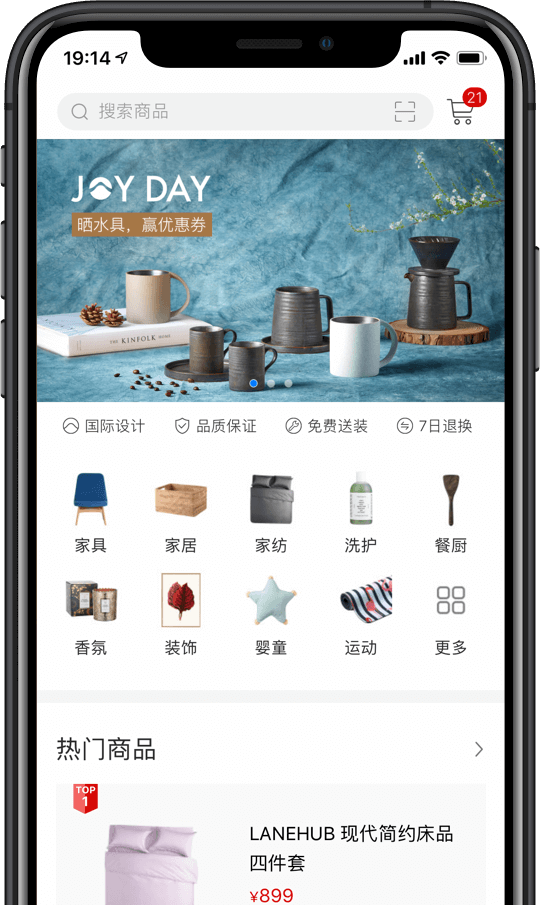 19:14
搜索商品
21
JOY DAY
晒水具，赢优惠券
THE KINFOLK
国际设计
品质保证
免费送装
7日退换
家具
家居
家纺
洗护
餐厨
香氛
装饰
婴童
运动
更多
热门商品
TOP
1
LANEHUB 现代简约床品
四件套
¥899